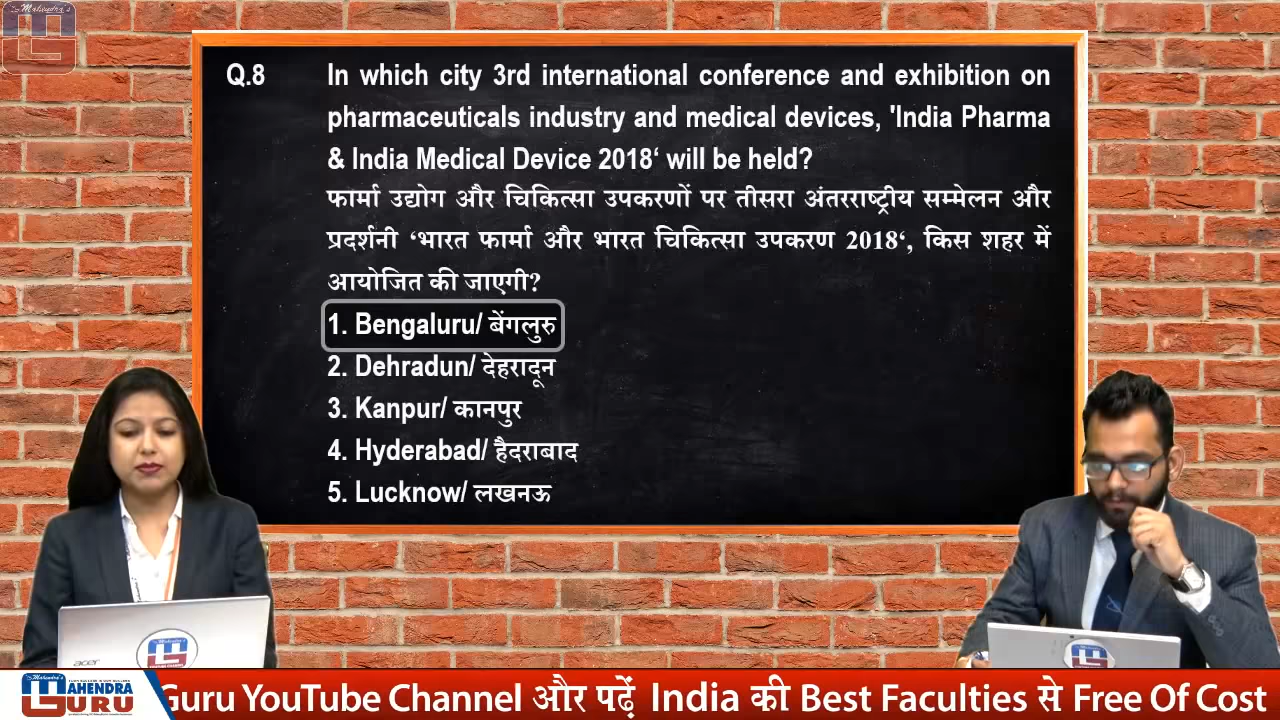 Mahendra's
Q.8 In which city 3rd international conference and exhibition on
pharmaceuticals industry and medical devices, 'India Pharma
& India Medical Device 2018‘ will be held?
फार्मा उद्योग और चिकित्सा उपकरणों पर तीसरा अंतरराष्ट्रीय सम्मेलन और
प्रदर्शनी ‘भारत फार्मा और भारत चिकित्सा उपकरण 2018‘, किस शहर में
आयोजित की जाएगी?
1. Bengaluru/ बेंगलुरु
2. Dehradun/ देहरादून
3. Kanpur/ कानपुर
4. Hyderabad/ हैदराबाद
5. Lucknow/ लखनऊ
acer
Mahendra's
MAHENDRA
GURU
Guru YouTube Channel और पढ़ें India की Best Faculties से Free Of Cost